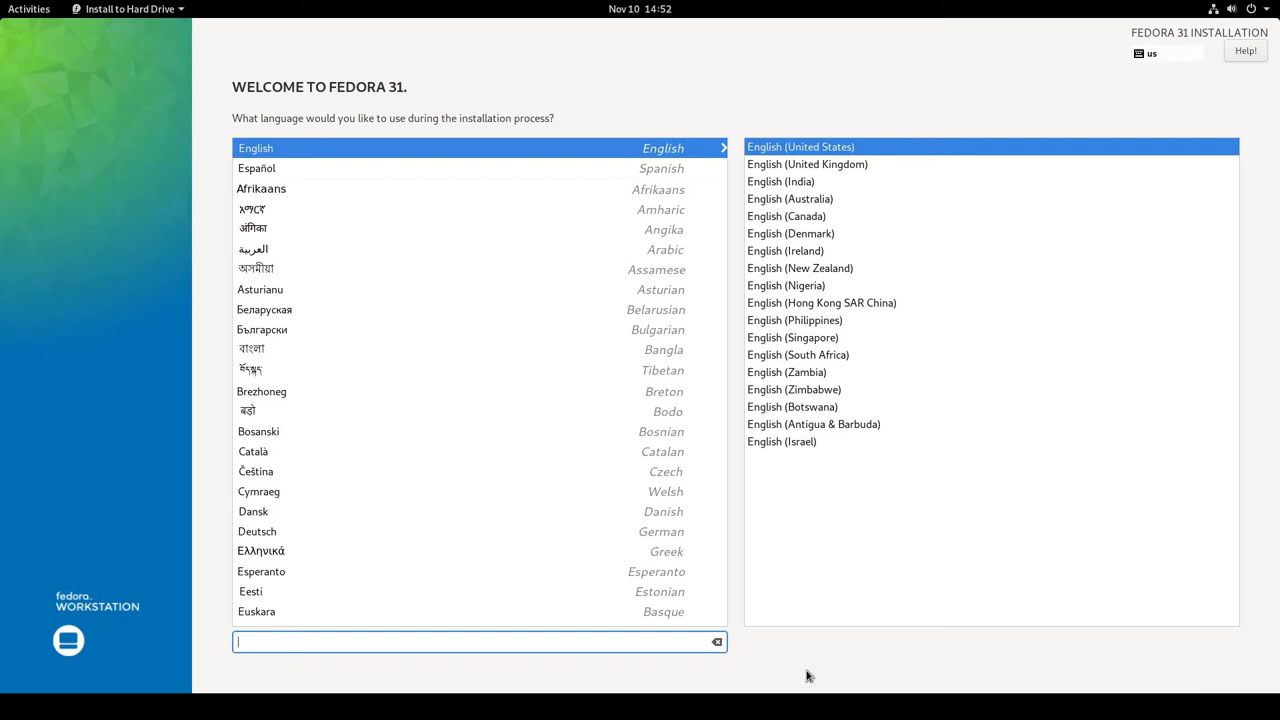 Activities Install to Hard Drive Nov 10 14:52
FEDORA 31 INSTALLATION
us Help!
WELCOME TO FEDORA 31.
What language would you like to use during the installation process?
English English
Español Spanish
Afrikaans Afrikaans
አማርኛ Amharic
अंगिका Angika
العربية Arabic
অসমীয়া Assamese
Asturianu Asturian
Беларуская Belarusian
Български Bulgarian
বাংলা Bangla
བོད་སྐད་ Tibetan
Brezhoneg Breton
बड़ो Bodo
Bosanski Bosnian
Català Catalan
Čeština Czech
Cymraeg Welsh
Dansk Danish
Deutsch German
Ελληνικά Greek
Esperanto Esperanto
Eesti Estonian
Euskara Basque
English (United States)
English (United Kingdom)
English (India)
English (Australia)
English (Canada)
English (Denmark)
English (Ireland)
English (New Zealand)
English (Nigeria)
English (Hong Kong SAR China)
English (Philippines)
English (Singapore)
English (South Africa)
English (Zambia)
English (Zimbabwe)
English (Botswana)
English (Antigua & Barbuda)
English (Israel)
fedora.
WORKSTATION